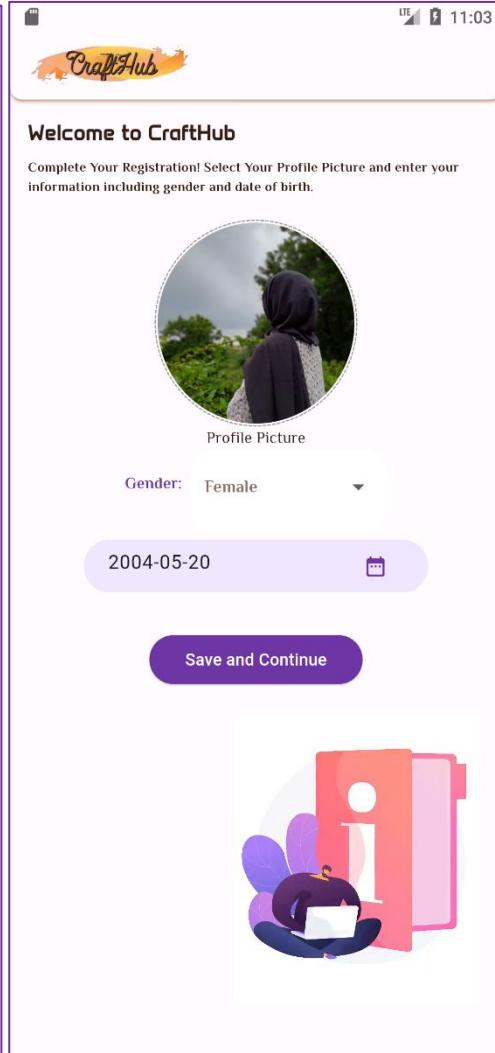 LTE 11:03
CraftHub
Welcome to CraftHub
Complete Your Registration! Select Your Profile Picture and enter your
information including gender and date of birth.
Profile Picture
Gender: Female
2004-05-20
Save and Continue
i